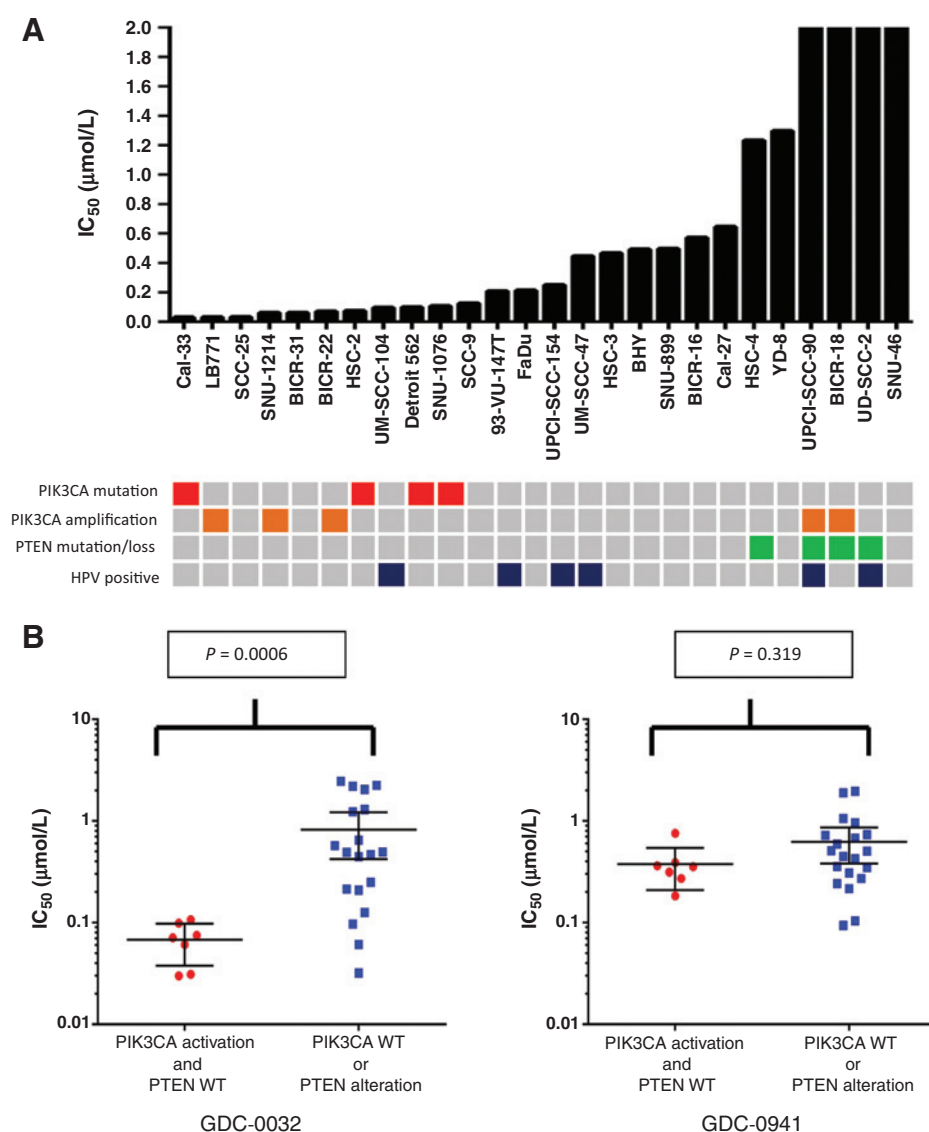 A
IC50 (μmol/L)
2.0
1.8
1.6
1.4
1.2
1.0
0.8
0.6
0.4
0.2
0.0
Cal-33
LB771
SCC-25
SNU-1214
BICR-31
BICR-22
HSC-2
UM-SCC-104
Detroit 562
SNU-1076
SCC-9
93-VU-147T
FaDu
UPCI-SCC-154
UM-SCC-47
HSC-3
BHY
SNU-899
BICR-16
Cal-27
HSC-4
YD-8
UPCI-SCC-90
BICR-18
UD-SCC-2
SNU-46
PIK3CA mutation
PIK3CA amplification
PTEN mutation/loss
HPV positive
B
P = 0.0006
IC50 (μmol/L)
10
1
0.1
0.01
PIK3CA activation
and
PTEN WT
PIK3CA WT
or
PTEN alteration
GDC-0032
P = 0.319
IC50 (μmol/L)
10
1
0.1
0.01
PIK3CA activation
and
PTEN WT
PIK3CA WT
or
PTEN alteration
GDC-0941